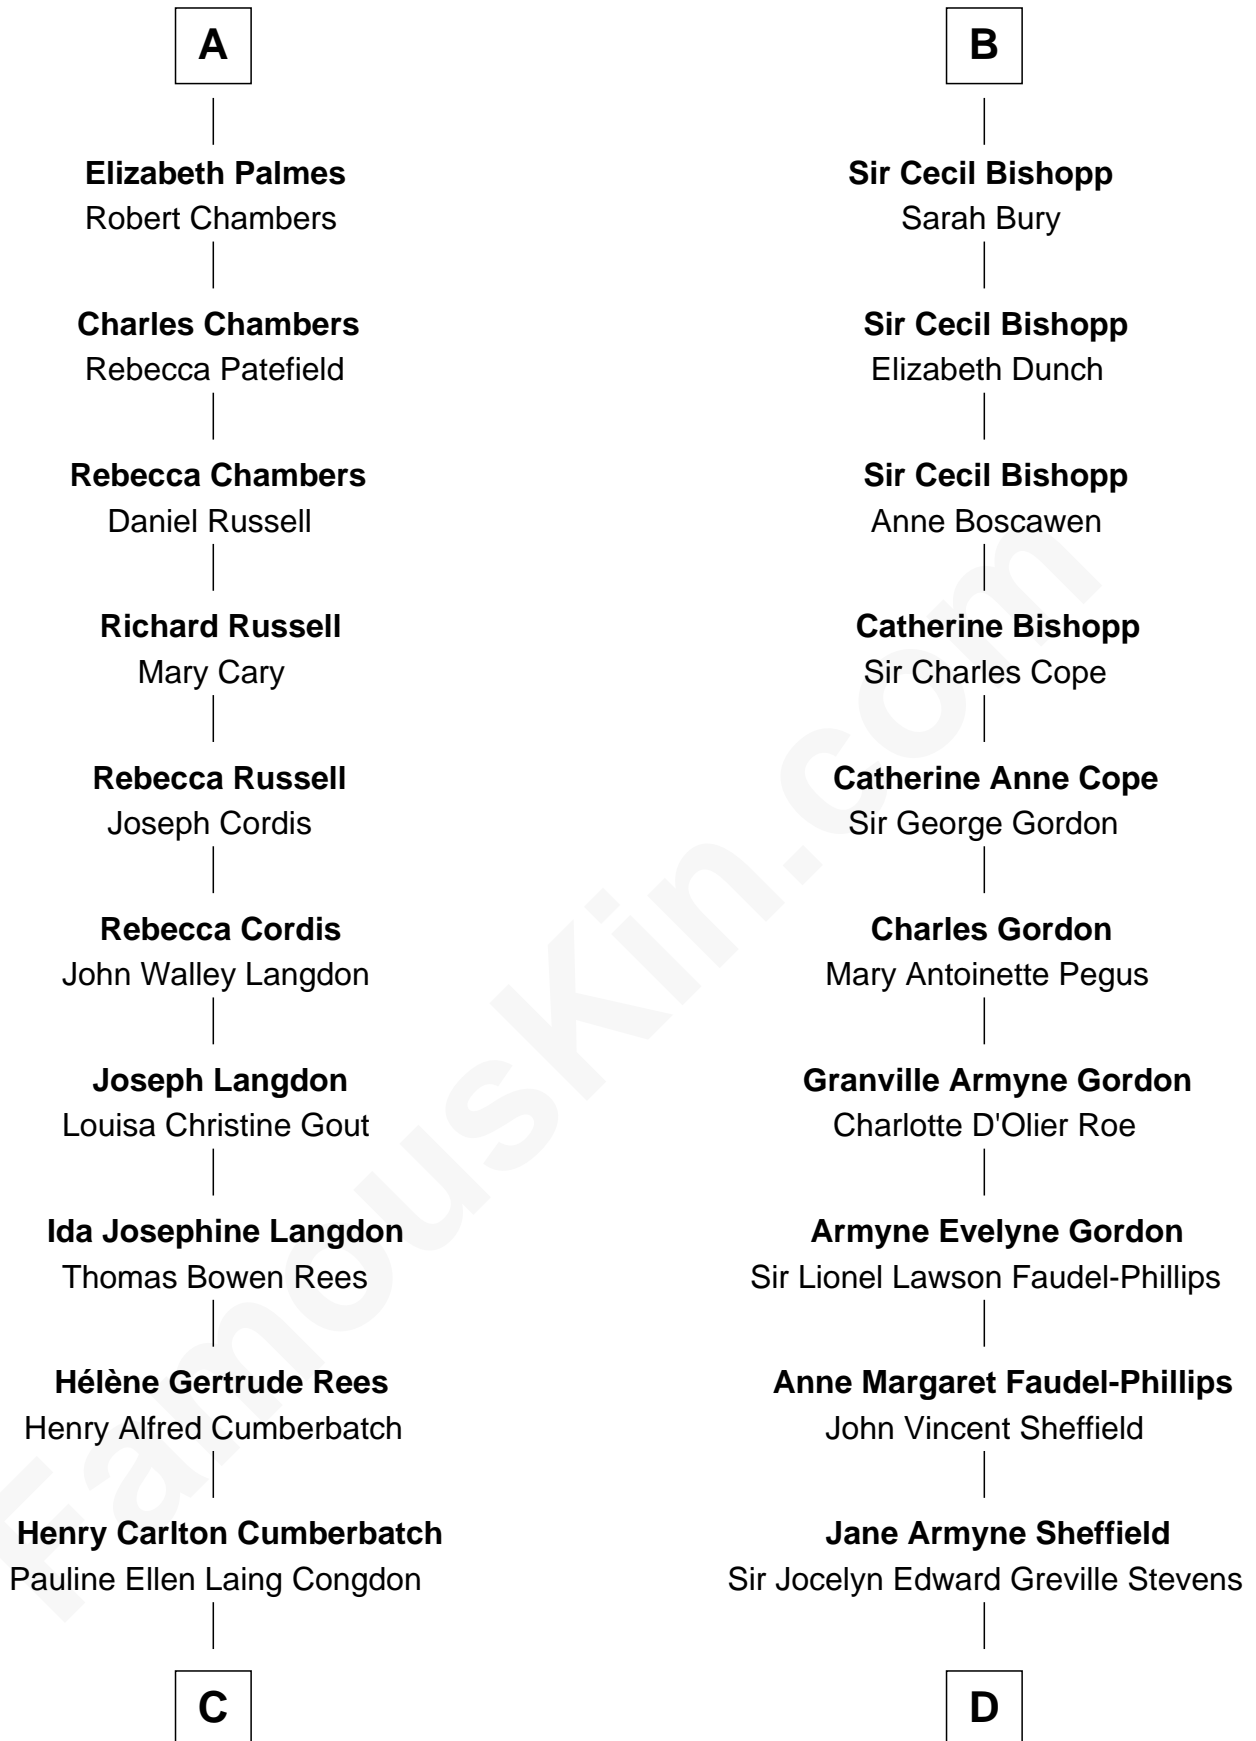 A
Elizabeth Palmes
Robert Chambers
Charles Chambers
Rebecca Patefield
Rebecca Chambers
Daniel Russell
Richard Russell
Mary Cary
Rebecca Russell
Joseph Cordis
Rebecca Cordis
John Walley Langdon
Joseph Langdon
Louisa Christine Gout
Ida Josephine Langdon
Thomas Bowen Rees
Hélène Gertrude Rees
Henry Alfred Cumberbatch
Henry Carlton Cumberbatch
Pauline Ellen Laing Congdon
C
B
Sir Cecil Bishopp
Sarah Bury
Sir Cecil Bishopp
Elizabeth Dunch
Sir Cecil Bishopp
Anne Boscawen
Catherine Bishopp
Sir Charles Cope
Catherine Anne Cope
Sir George Gordon
Charles Gordon
Mary Antoinette Pegus
Granville Armyne Gordon
Charlotte D'Olier Roe
Armyne Evelyne Gordon
Sir Lionel Lawson Faudel-Phillips
Anne Margaret Faudel-Phillips
John Vincent Sheffield
Jane Armyne Sheffield
Sir Jocelyn Edward Greville Stevens
D
FamousKin.com